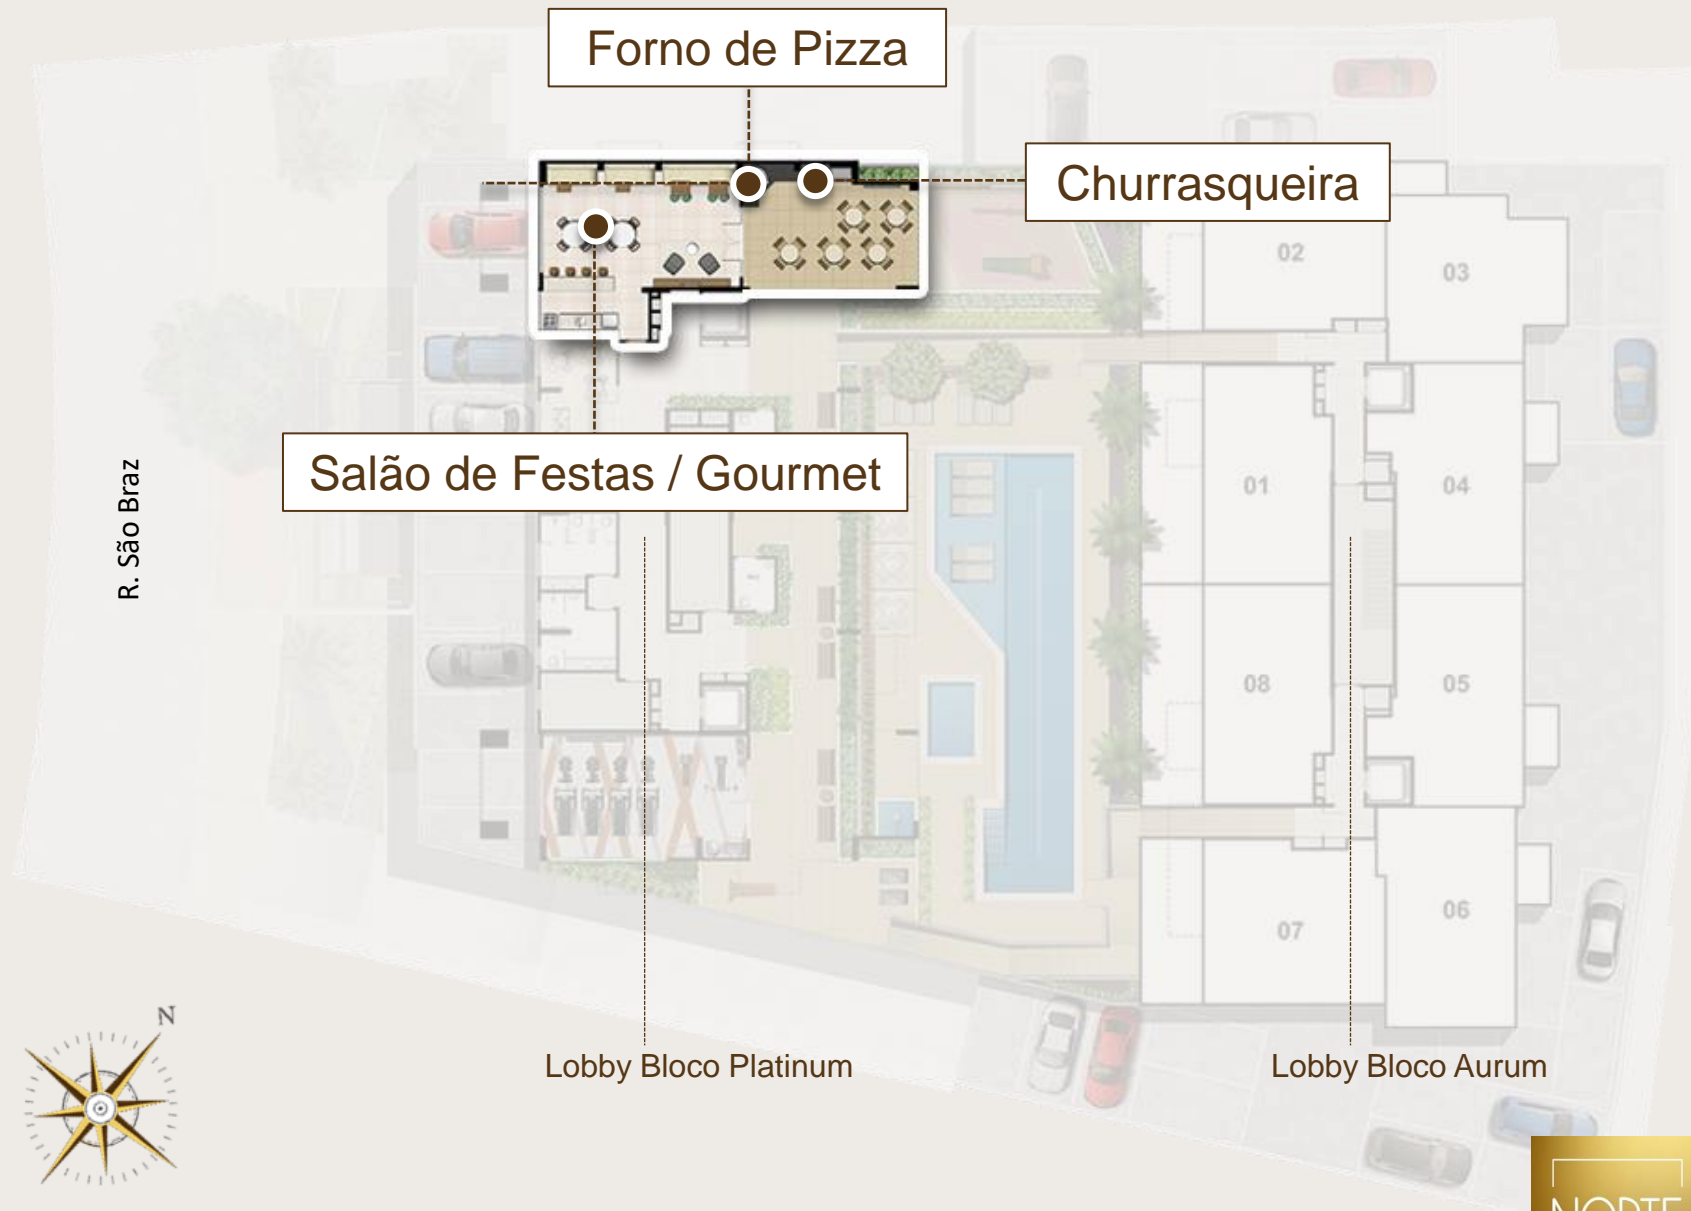 Forno de Pizza
Churrasqueira
02
03
Salão de Festas / Gourmet
R. São Braz
01
04
08
05
06
07
N
Lobby Bloco Platinum
Lobby Bloco Aurum
NORTE